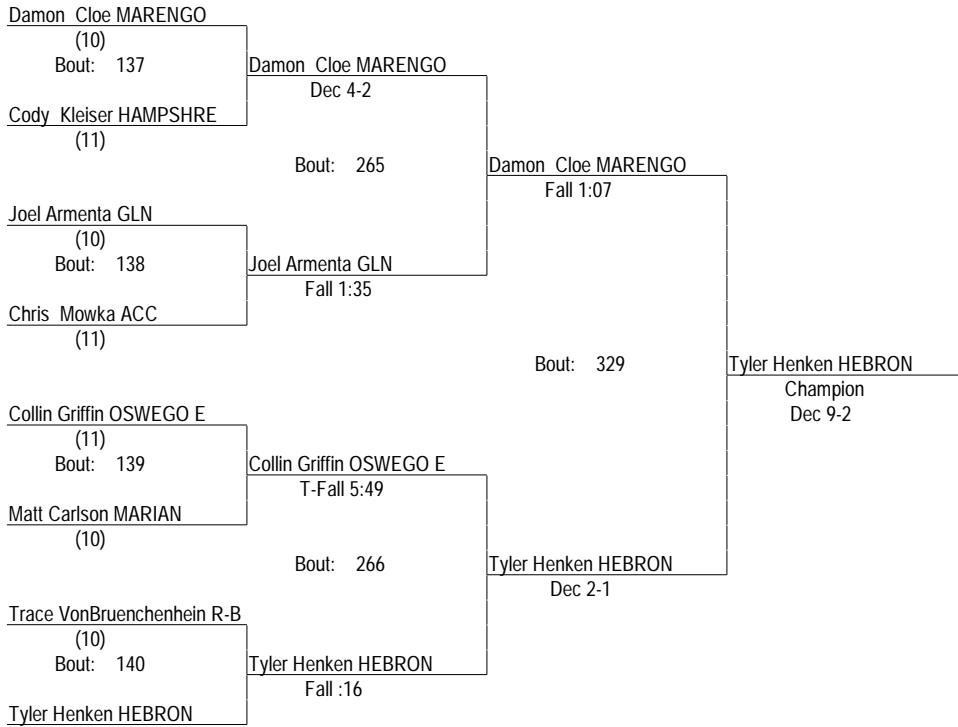 Damon Cloe MARENGO
(10)
Bout: 137
Damon Cloe MARENGO
Dec 4-2
Cody Kleiser HAMPSHRE
(11)
Bout: 265
Damon Cloe MARENGO
Fall 1:07
Joel Armenta GLN
(10)
Bout: 138
Joel Armenta GLN
Fall 1:35
Chris Mowka ACC
(11)
Bout: 329
Tyler Henken HEBRON
Champion
Dec 9-2
Collin Griffin OSWEGO E
(11)
Bout: 139
Collin Griffin OSWEGO E
T-Fall 5:49
Matt Carlson MARIAN
(10)
Bout: 266
Tyler Henken HEBRON
Dec 2-1
Trace VonBruenchenhein R-B
(10)
Bout: 140
Tyler Henken HEBRON
Fall :16
Tyler Henken HEBRON